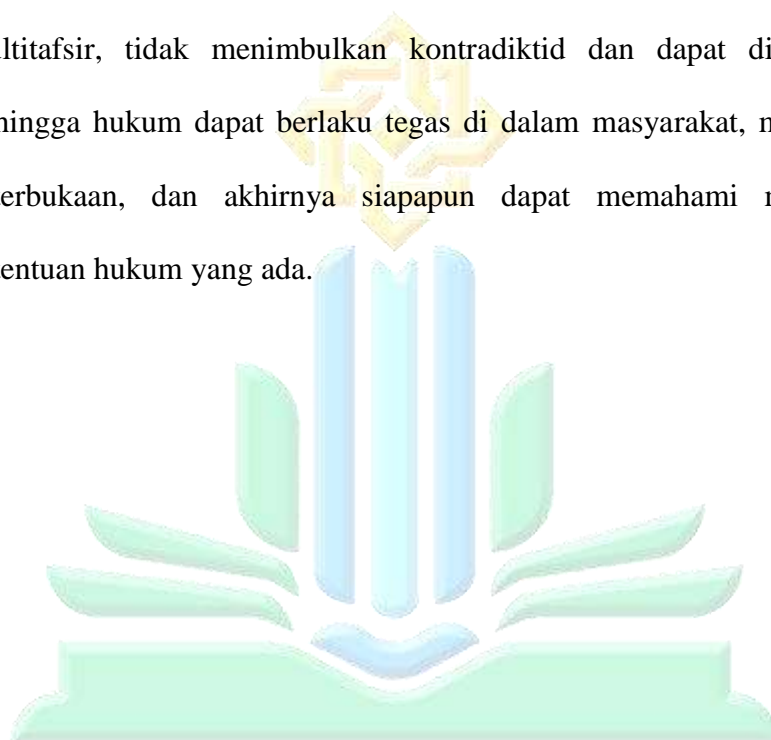 ultitafsir, tidak menimbulkan kontradiktid dan dapat di
hingga hukum dapat berlaku tegas di dalam masyarakat, 
erbukaan, dan akhirnya siapapun dapat memahami
entuan hukum yang ada.